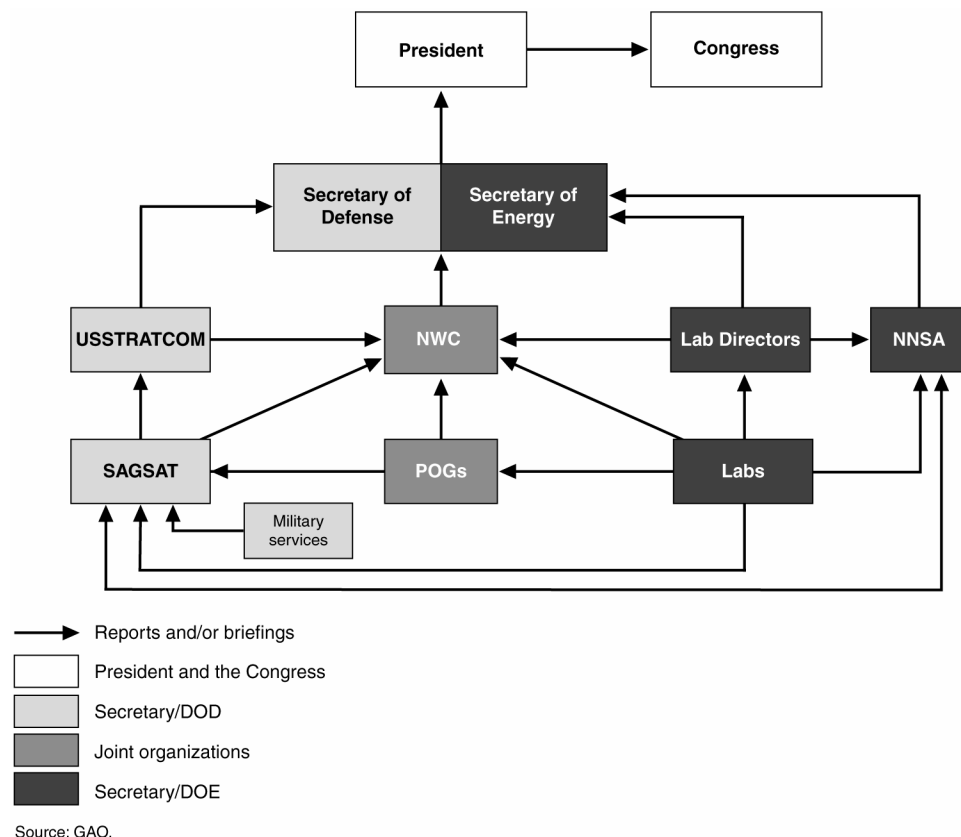 President
Congress
Secretary of
Defense
Secretary of
Energy
USSTRATCOM
NWC
Lab Directors
NNSA
SAGSAT
POGs
Labs
Military
services
Reports and/or briefings
President and the Congress
Secretary/DOD
Joint organizations
Secretary/DOE
Source: GAO.